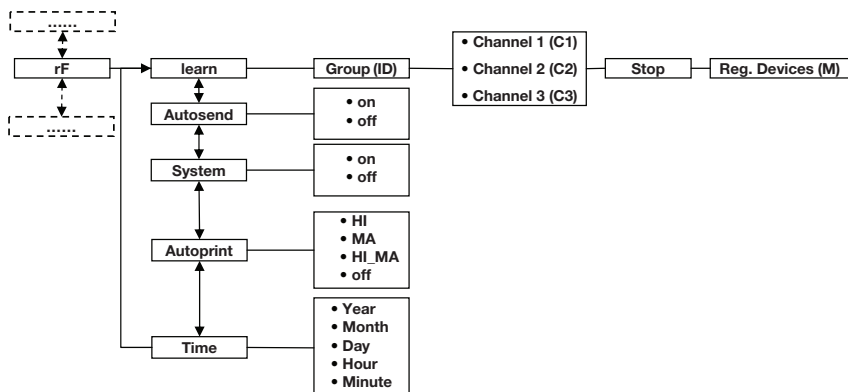 ......
rF
......
learn
Group (ID)
• Channel 1 (C1)
• Channel 2 (C2)
• Channel 3 (C3)
Stop
Reg. Devices (M)
Autosend
• on
• off
System
• on
• off
Autoprint
• HI
• MA
• HI_MA
• off
Time
• Year
• Month
• Day
• Hour
• Minute